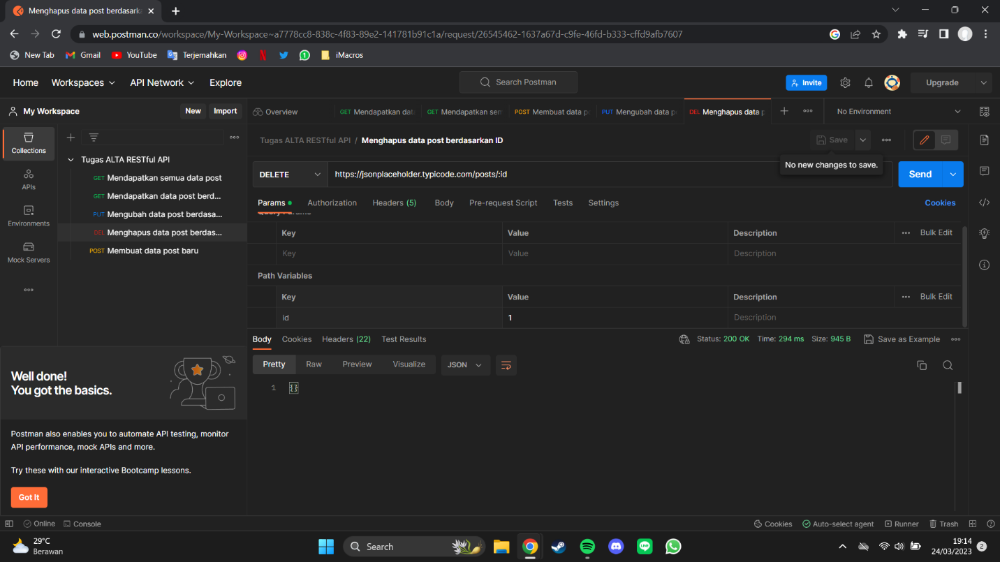 Menghapus data post berdasarka
web.postman.co/workspace/My-Workspace~a7778cc8-838c-4f83-89e2-141781b91c1a/request/26545462-1637a67d-c9fe-46fd-b333-cffd9afb7607
New Tab Gmail YouTube Terjemahkan iMacros
Home Workspaces API Network Explore Search Postman Invite Upgrade
My Workspace New Import
Overview GET Mendapatkan dat GET Mendapatkan sem POST Membuat data po PUT Mengubah data po DEL Menghapus data p No Environment
Collections
APIs
Environments
Mock Servers
Tugas ALTA RESTful API
GET Mendapatkan semua data post
GET Mendapatkan data post berd...
PUT Mengubah data post berdasa...
DEL Menghapus data post berdas...
POST Membuat data post baru
Tugas ALTA RESTful API / Menghapus data post berdasarkan ID Save
No new changes to save.
DELETE https://jsonplaceholder.typicode.com/posts/:id Send
Params Authorization Headers (5) Body Pre-request Script Tests Settings Cookies
Query Params
Key Value Description Bulk Edit
Key Value Description
Path Variables
Key Value Description Bulk Edit
id 1 Description
Body Cookies Headers (22) Test Results Status: 200 OK Time: 294 ms Size: 945 B Save as Example
Pretty Raw Preview Visualize JSON
1 {}
Well done!
You got the basics.
Postman also enables you to automate API testing, monitor
API performance, mock APIs and more.
Try these with our interactive Bootcamp lessons.
Got It
Online Console Cookies Auto-select agent Runner Trash
29°C
Berawan
Search
19:14
24/03/2023
2